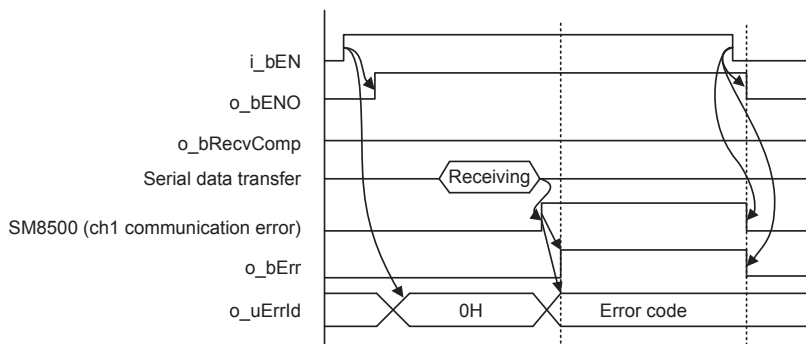 i_bEN
o_bENO
o_bRecvComp
Serial data transfer
Receiving
SM8500 (ch1 communication error)
o_bErr
o_uErrId
0H
Error code